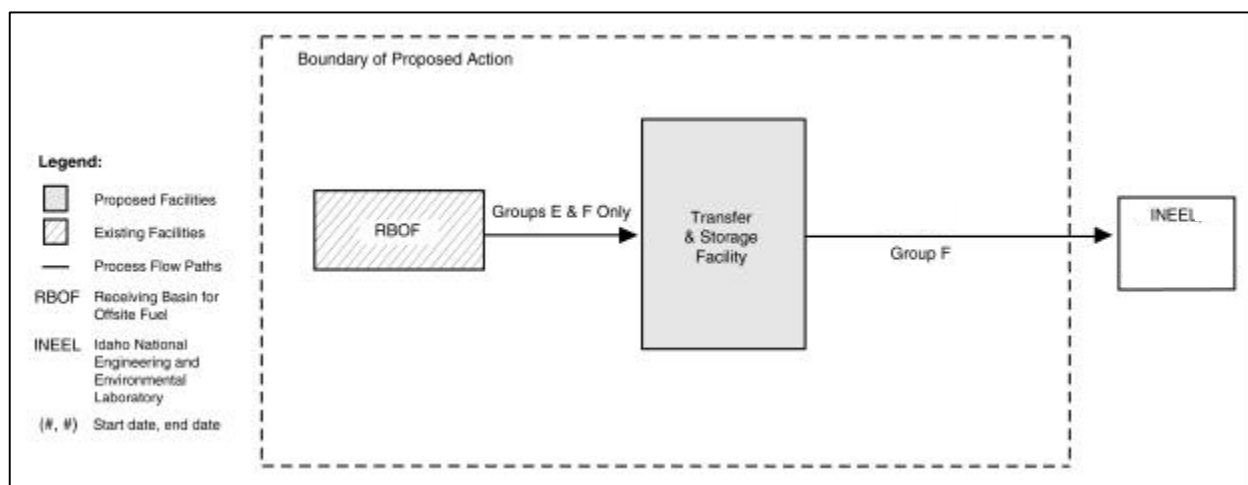 Boundary of Proposed Action
Legend:
Proposed Facilities
Existing Facilities
Process Flow Paths
RBOF Receiving Basin for
Offsite Fuel
INEEL Idaho National
Engineering and
Environmental
Laboratory
(#, #) Start date, end date
RBOF
Groups E & F Only
Transfer
& Storage
Facility
Group F
INEEL